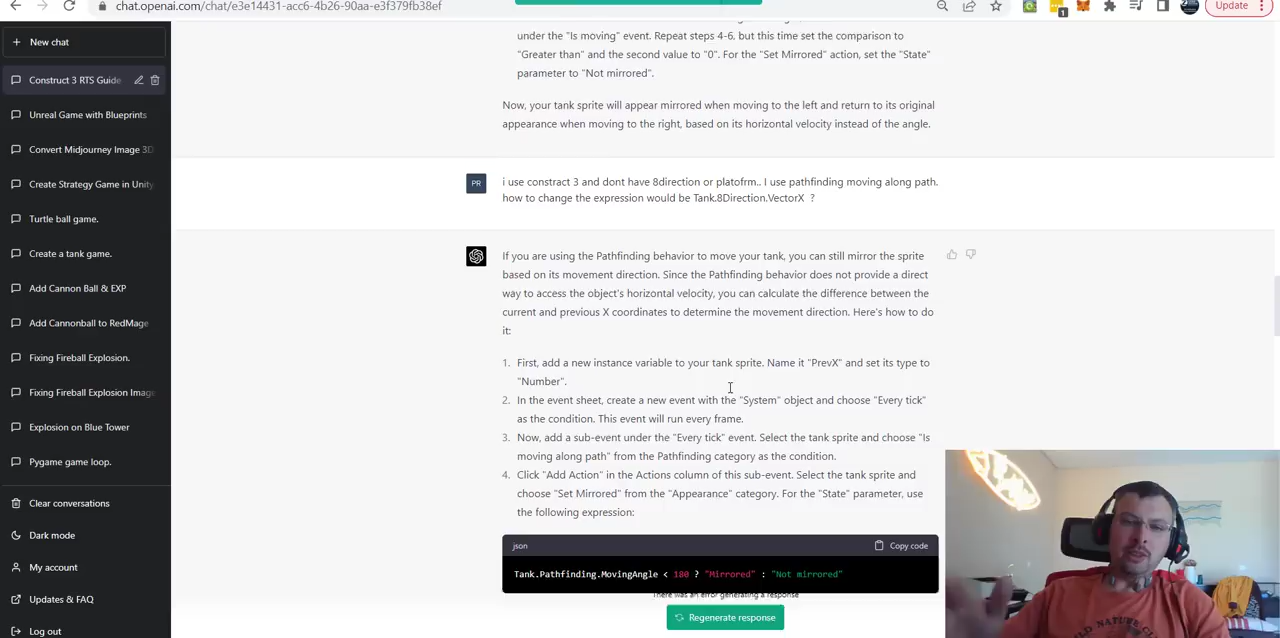 chat.openai.com/chat/e3e14431-acc6-4b26-90aa-e3f379fb38ef
1
Update
New chat
Construct 3 RTS Guide
Unreal Game with Blueprints
Convert Midjourney Image 3D
Create Strategy Game in Unity
Turtle ball game.
Create a tank game.
Add Cannon Ball & EXP
Add Cannonball to RedMage
Fixing Fireball Explosion.
Fixing Fireball Explosion Image
Explosion on Blue Tower
Pygame game loop.
Clear conversations
Dark mode
My account
Updates & FAQ
Log out
under the "Is moving" event. Repeat steps 4-6, but this time set the comparison to
"Greater than" and the second value to "0". For the "Set Mirrored" action, set the "State"
parameter to "Not mirrored".
Now, your tank sprite will appear mirrored when moving to the left and return to its original
appearance when moving to the right, based on its horizontal velocity instead of the angle.
PR
i use constract 3 and dont have 8direction or platofrm.. I use pathfinding moving along path.
how to change the expression would be Tank.8Direction.VectorX ?
If you are using the Pathfinding behavior to move your tank, you can still mirror the sprite
based on its movement direction. Since the Pathfinding behavior does not provide a direct
way to access the object's horizontal velocity, you can calculate the difference between the
current and previous X coordinates to determine the movement direction. Here's how to do
it:
1. First, add a new instance variable to your tank sprite. Name it "PrevX" and set its type to
"Number".
2. In the event sheet, create a new event with the "System" object and choose "Every tick"
as the condition. This event will run every frame.
3. Now, add a sub-event under the "Every tick" event. Select the tank sprite and choose "Is
moving along path" from the Pathfinding category as the condition.
4. Click "Add Action" in the Actions column of this sub-event. Select the tank sprite and
choose "Set Mirrored" from the "Appearance" category. For the "State" parameter, use
the following expression:
json
Copy code
Tank.Pathfinding.MovingAngle < 180 ? "Mirrored" : "Not mirrored"
There was an error generating a response
Regenerate response